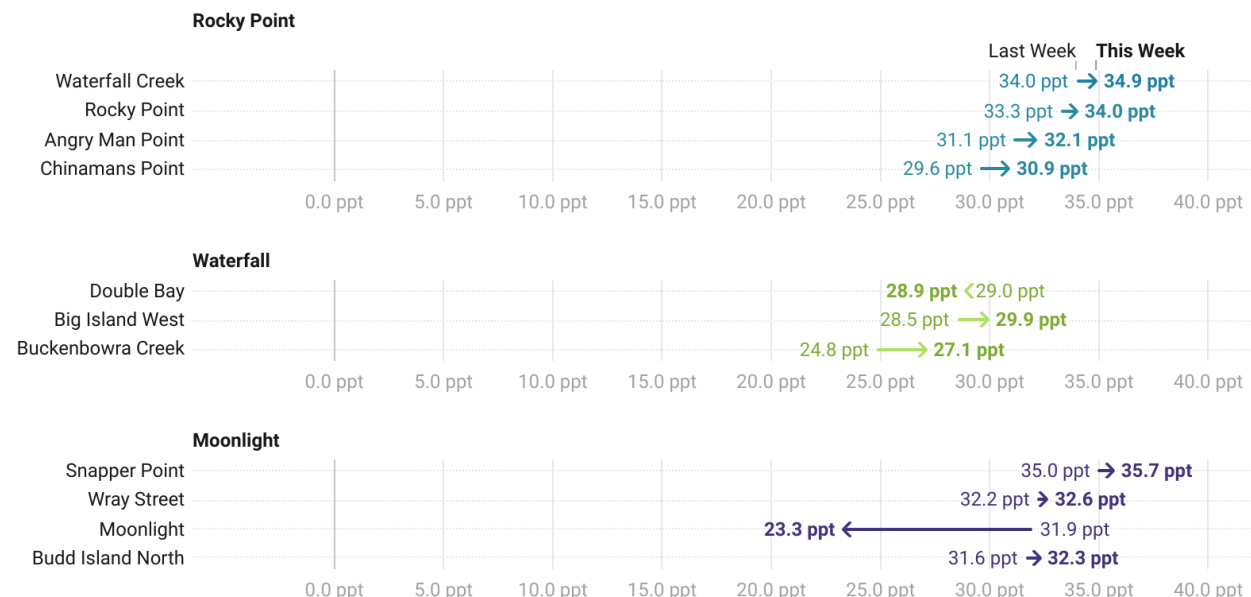 Rocky Point
Last Week This Week
Waterfall Creek 34.0 ppt 34.9 ppt
Rocky Point 33.3 ppt 34.0 ppt
Angry Man Point 31.1 ppt 32.1 ppt
Chinamans Point 29.6 ppt 30.9 ppt
0.0 ppt 5.0 ppt 10.0 ppt 15.0 ppt 20.0 ppt 25.0 ppt 30.0 ppt 35.0 ppt 40.0 ppt
Waterfall
Double Bay 28.9 ppt 29.0 ppt
Big Island West 28.5 ppt 29.9 ppt
Buckenbowra Creek 24.8 ppt 27.1 ppt
0.0 ppt 5.0 ppt 10.0 ppt 15.0 ppt 20.0 ppt 25.0 ppt 30.0 ppt 35.0 ppt 40.0 ppt
Moonlight
Snapper Point 35.0 ppt 35.7 ppt
Wray Street 32.2 ppt 32.6 ppt
Moonlight 23.3 ppt 31.9 ppt
Budd Island North 31.6 ppt 32.3 ppt
0.0 ppt 5.0 ppt 10.0 ppt 15.0 ppt 20.0 ppt 25.0 ppt 30.0 ppt 35.0 ppt 40.0 ppt